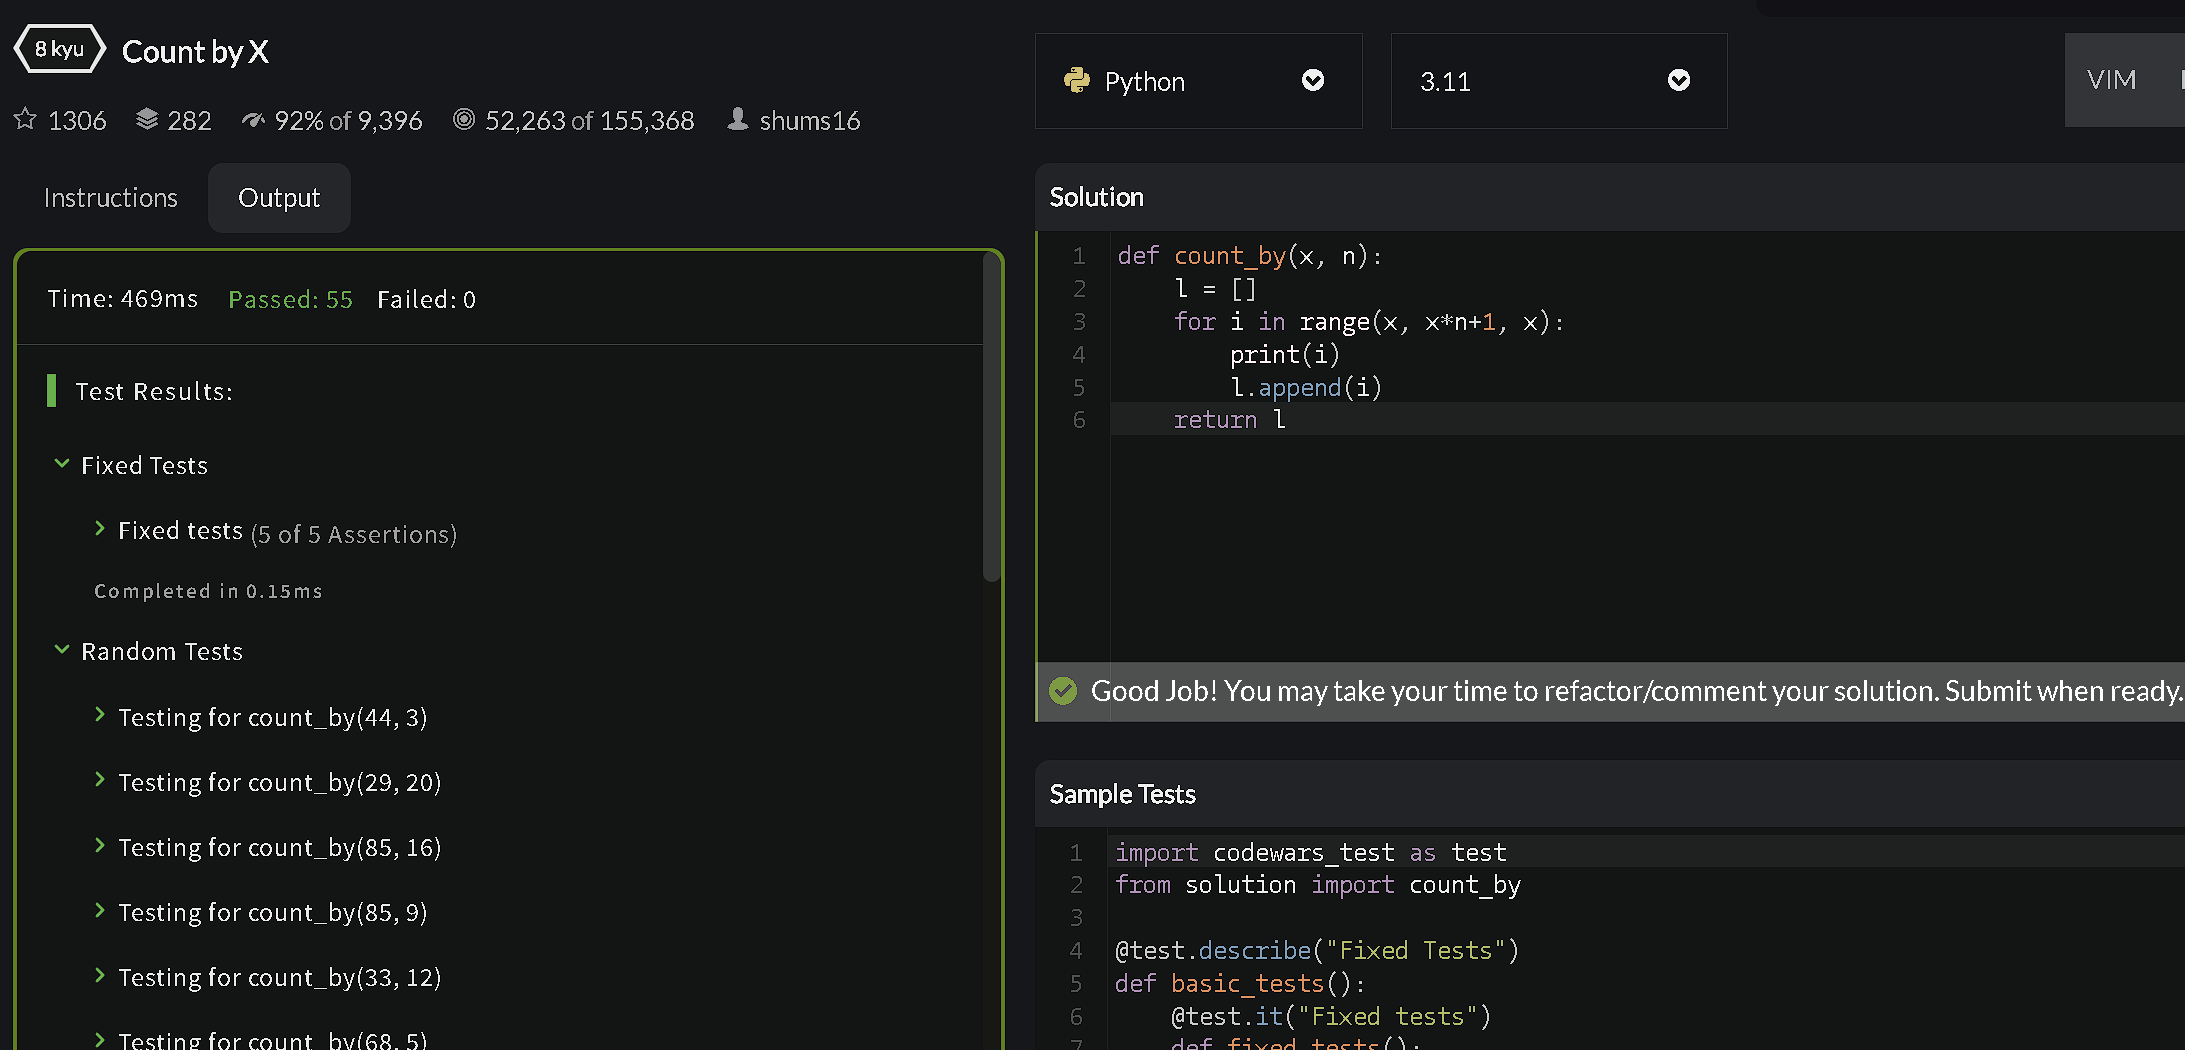 8 kyu Count by X
1306 282 92% of 9,396 52,263 of 155,368 shums16
Instructions Output
Time: 469ms Passed: 55 Failed: 0
Test Results:
Fixed Tests
Fixed tests (5 of 5 Assertions)
Completed in 0.15ms
Random Tests
Testing for count_by(44, 3)
Testing for count_by(29, 20)
Testing for count_by(85, 16)
Testing for count_by(85, 9)
Testing for count_by(33, 12)
Testing for count_by(68, 5)
Python 3.11 VIM
Solution
1 def count_by(x, n):
2 l = []
3 for i in range(x, x*n+1, x):
4 print(i)
5 l.append(i)
6 return l
Good Job! You may take your time to refactor/comment your solution. Submit when ready.
Sample Tests
1 import codewars_test as test
2 from solution import count_by
3
4 @test.describe("Fixed Tests")
5 def basic_tests():
6 @test.it("Fixed tests")
7 def fixed_tests():